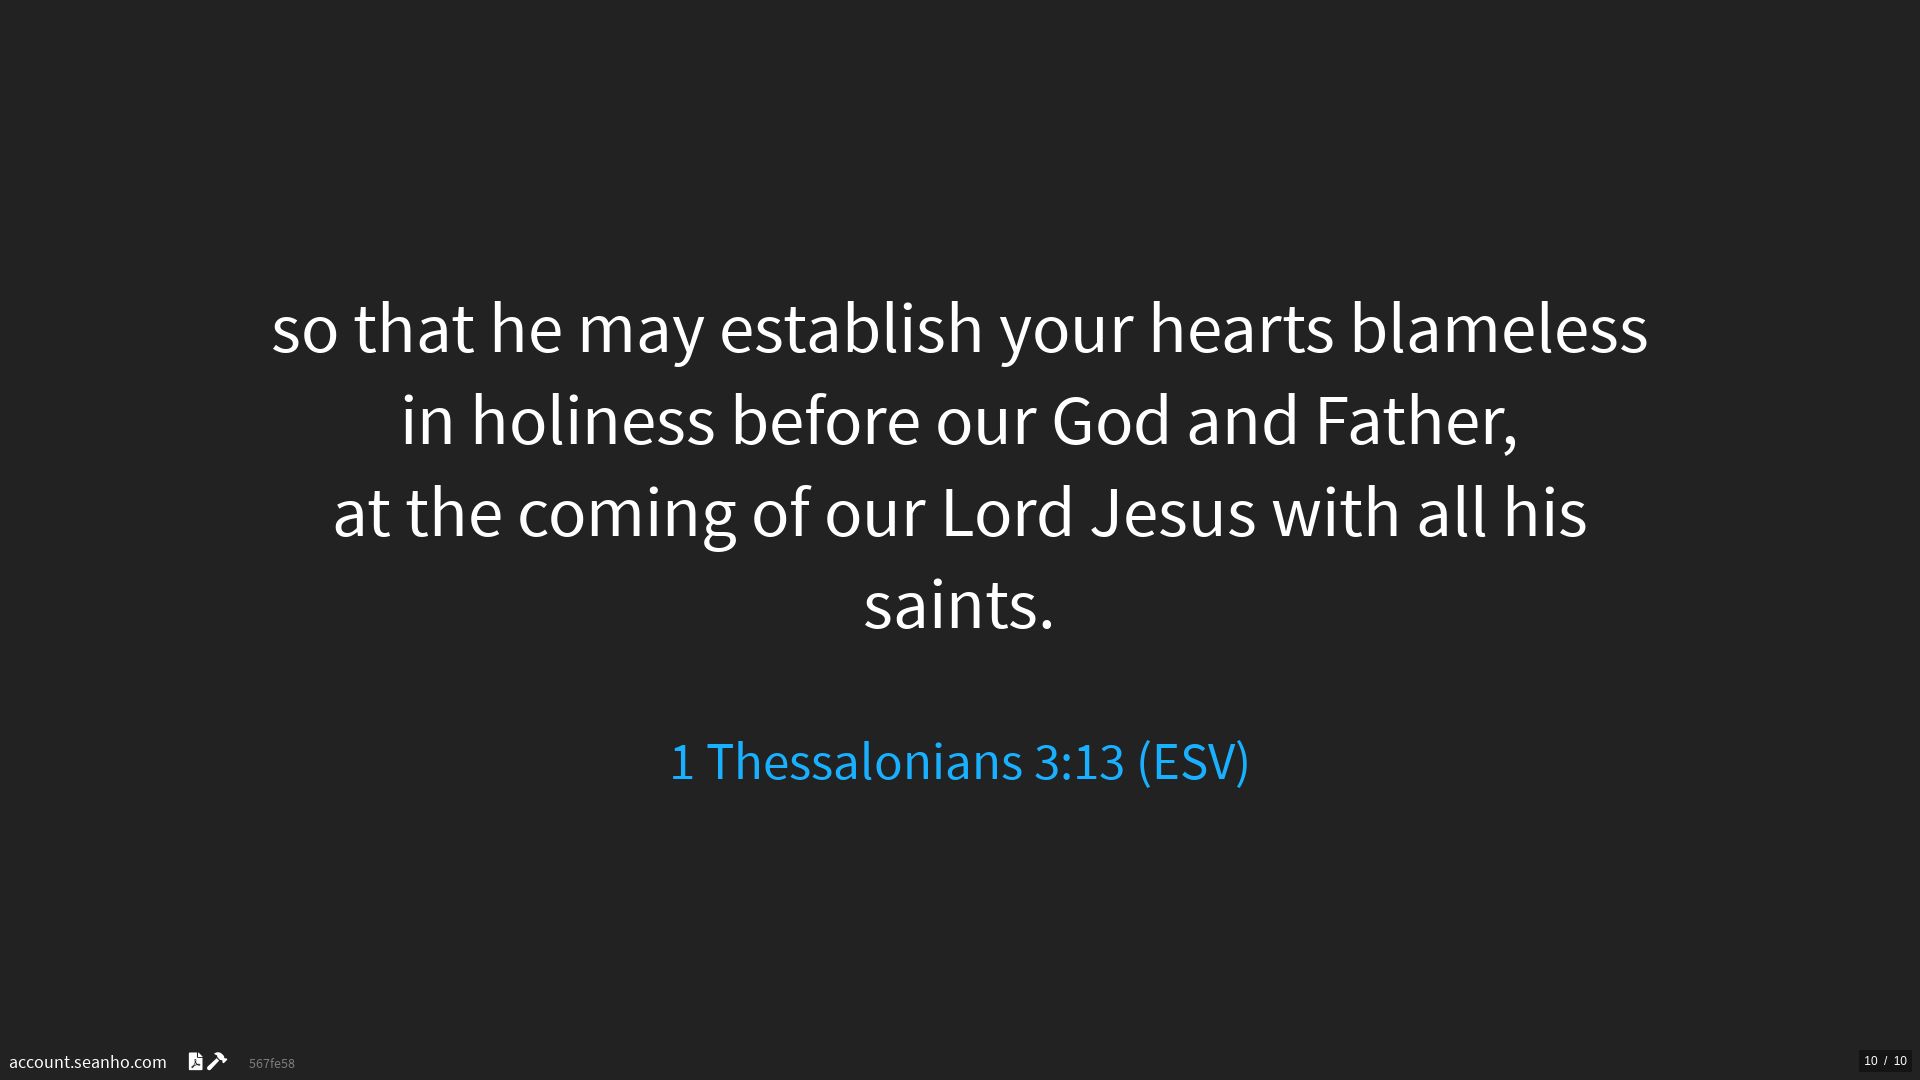 so that he may establish your hearts blameless
in holiness before our God and Father,
at the coming of our Lord Jesus with all his
saints.
1 Thessalonians 3:13 (ESV)
account.seanho.com 567fe58
10 / 10